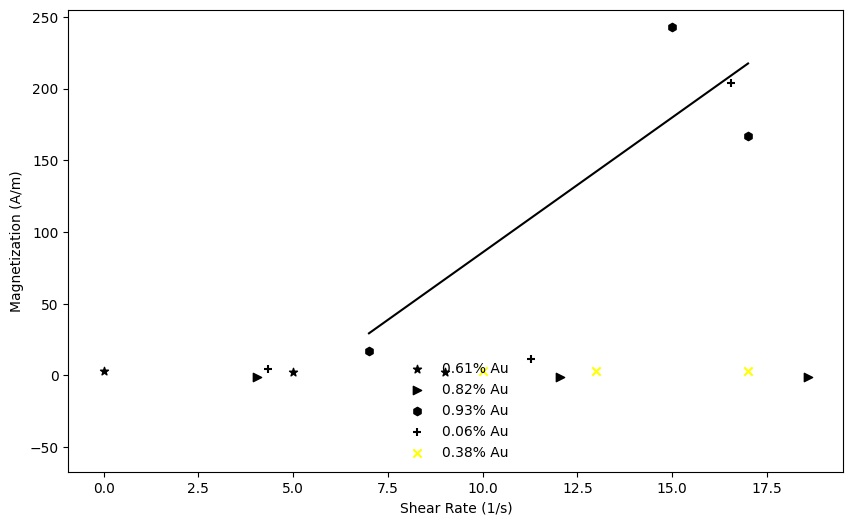 250
200
150
100
50
0
−50
Magnetization (A/m)
0.61% Au
0.82% Au
0.93% Au
0.06% Au
0.38% Au
0.0 2.5 5.0 7.5 10.0 12.5 15.0 17.5
Shear Rate (1/s)